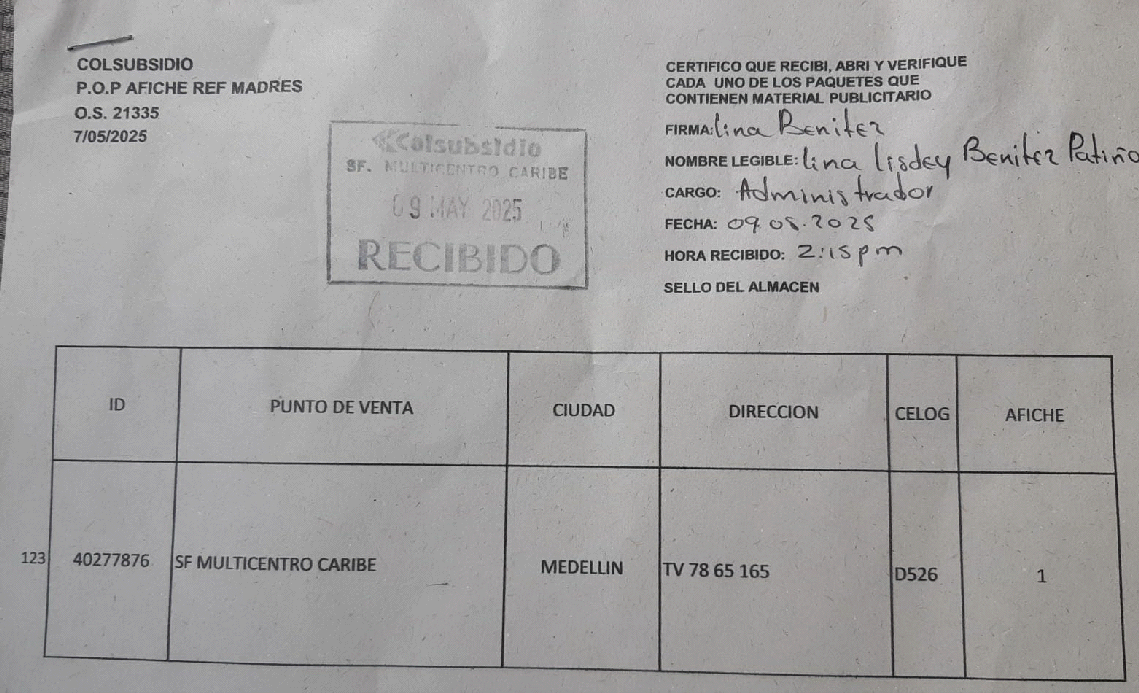 COLSUBSIDIO
P.O.P AFICHE REF MADRES
O.S. 21335
7/05/2025
Colsubsidio
SF. MULTICENTRO CARIBE
09 MAY 2025
RECIBIDO
CERTIFICO QUE RECIBI, ABRI Y VERIFIQUE
CADA UNO DE LOS PAQUETES QUE
CONTIENEN MATERIAL PUBLICITARIO
FIRMA: Lina Benitez
NOMBRE LEGIBLE: Lina Lisdey Benitez Patiño
CARGO: Administrador
FECHA: 09.05.2025
HORA RECIBIDO: 2:15pm
SELLO DEL ALMACEN
ID PUNTO DE VENTA CIUDAD DIRECCION CELOG AFICHE
123 40277876 SF MULTICENTRO CARIBE MEDELLIN TV 78 65 165 D526 1